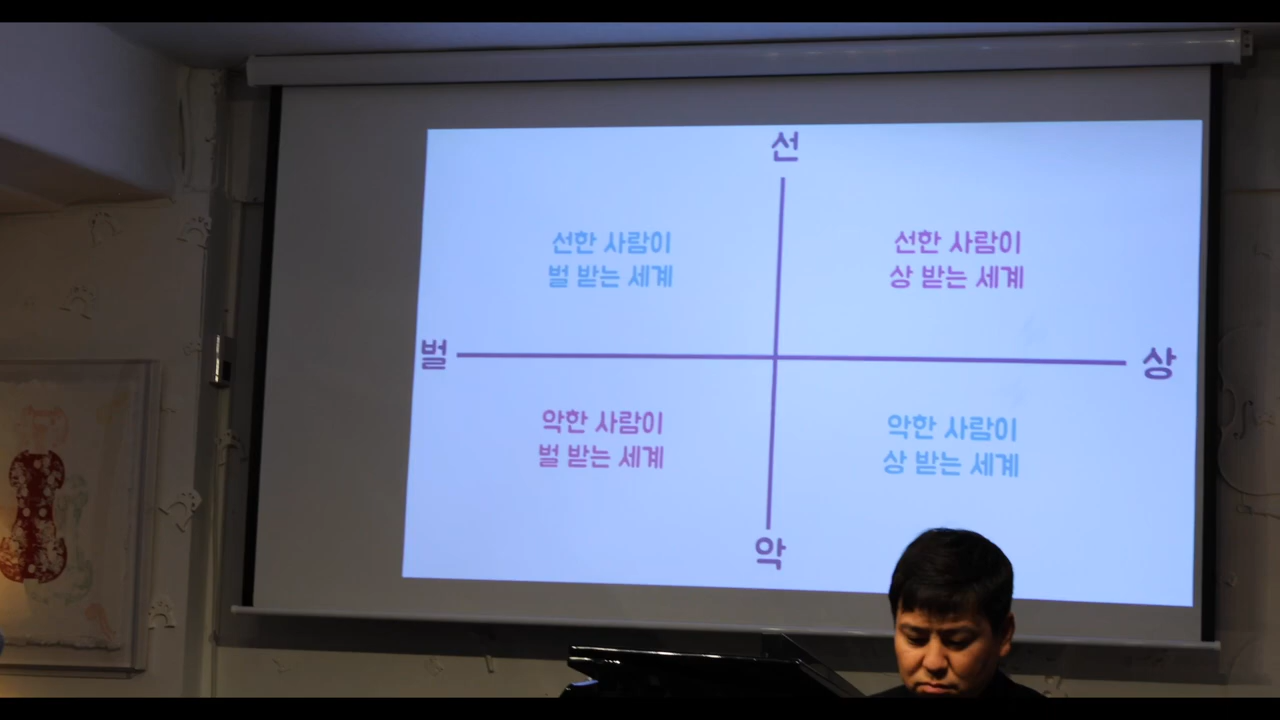 선
선한 사람이
벌 받는 세계
선한 사람이
상 받는 세계
벌
상
악한 사람이
벌 받는 세계
악한 사람이
상 받는 세계
악